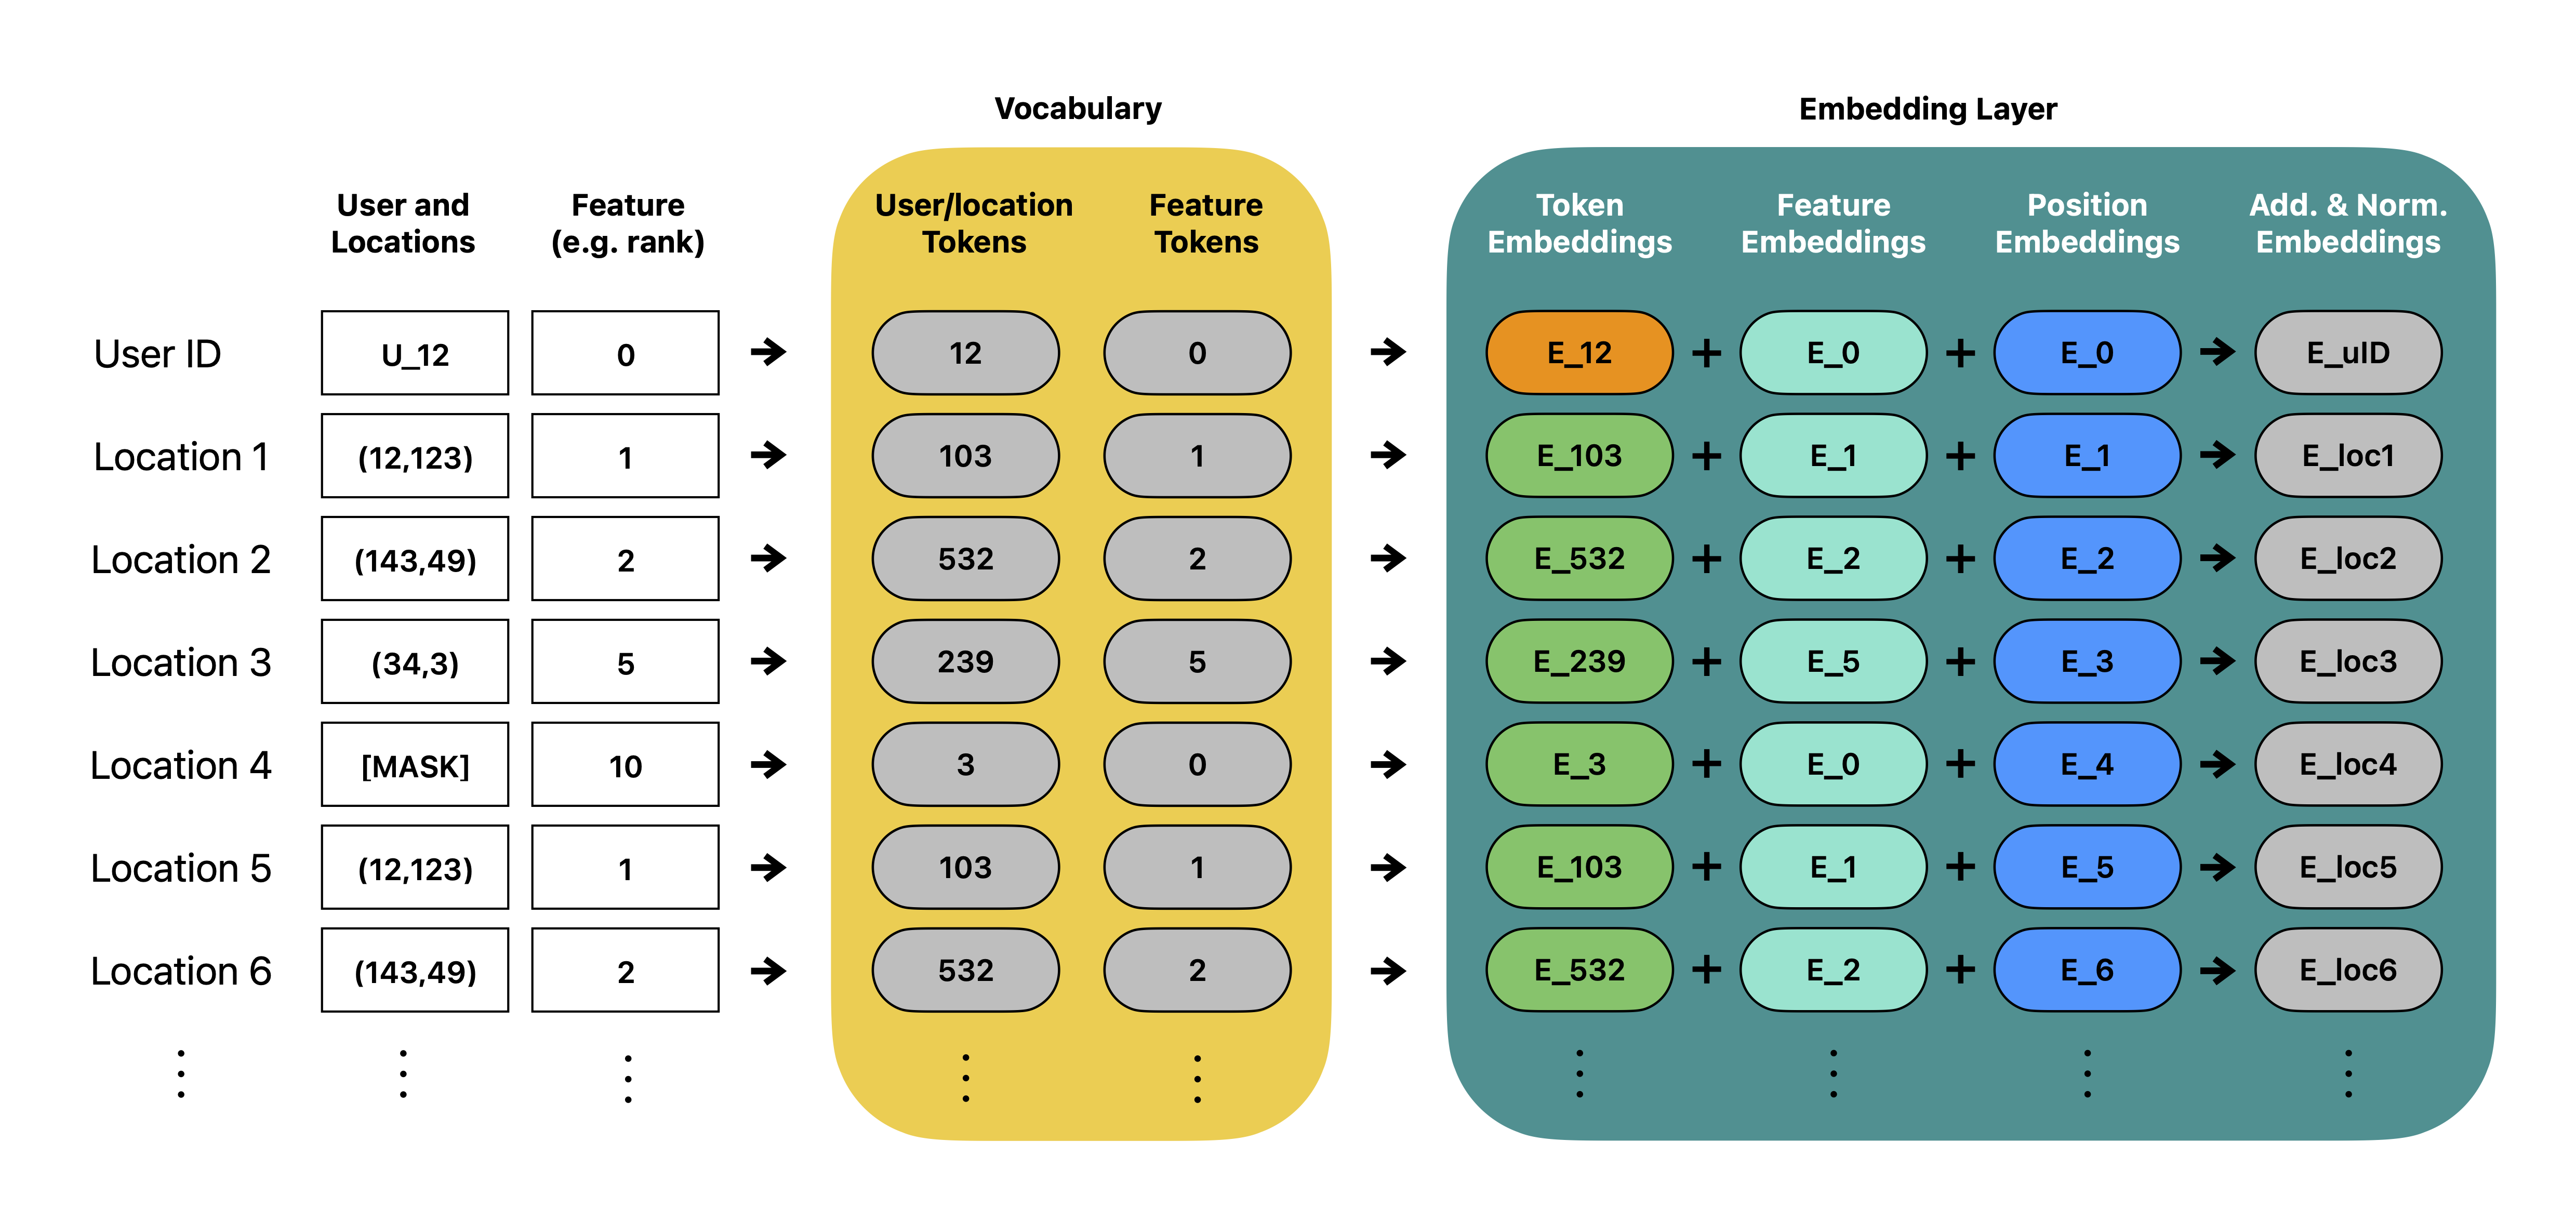 Vocabulary
Embedding Layer
User and
Locations
Feature
(e.g. rank)
User/location
Tokens
Feature
Tokens
Token
Embeddings
Feature
Embeddings
Position
Embeddings
Add. & Norm.
Embeddings
User ID U_12 0 12 0 E_12 + E_0 + E_0 E_uID
Location 1 (12,123) 1 103 1 E_103 + E_1 + E_1 E_loc1
Location 2 (143,49) 2 532 2 E_532 + E_2 + E_2 E_loc2
Location 3 (34,3) 5 239 5 E_239 + E_5 + E_3 E_loc3
Location 4 [MASK] 10 3 0 E_3 + E_0 + E_4 E_loc4
Location 5 (12,123) 1 103 1 E_103 + E_1 + E_5 E_loc5
Location 6 (143,49) 2 532 2 E_532 + E_2 + E_6 E_loc6